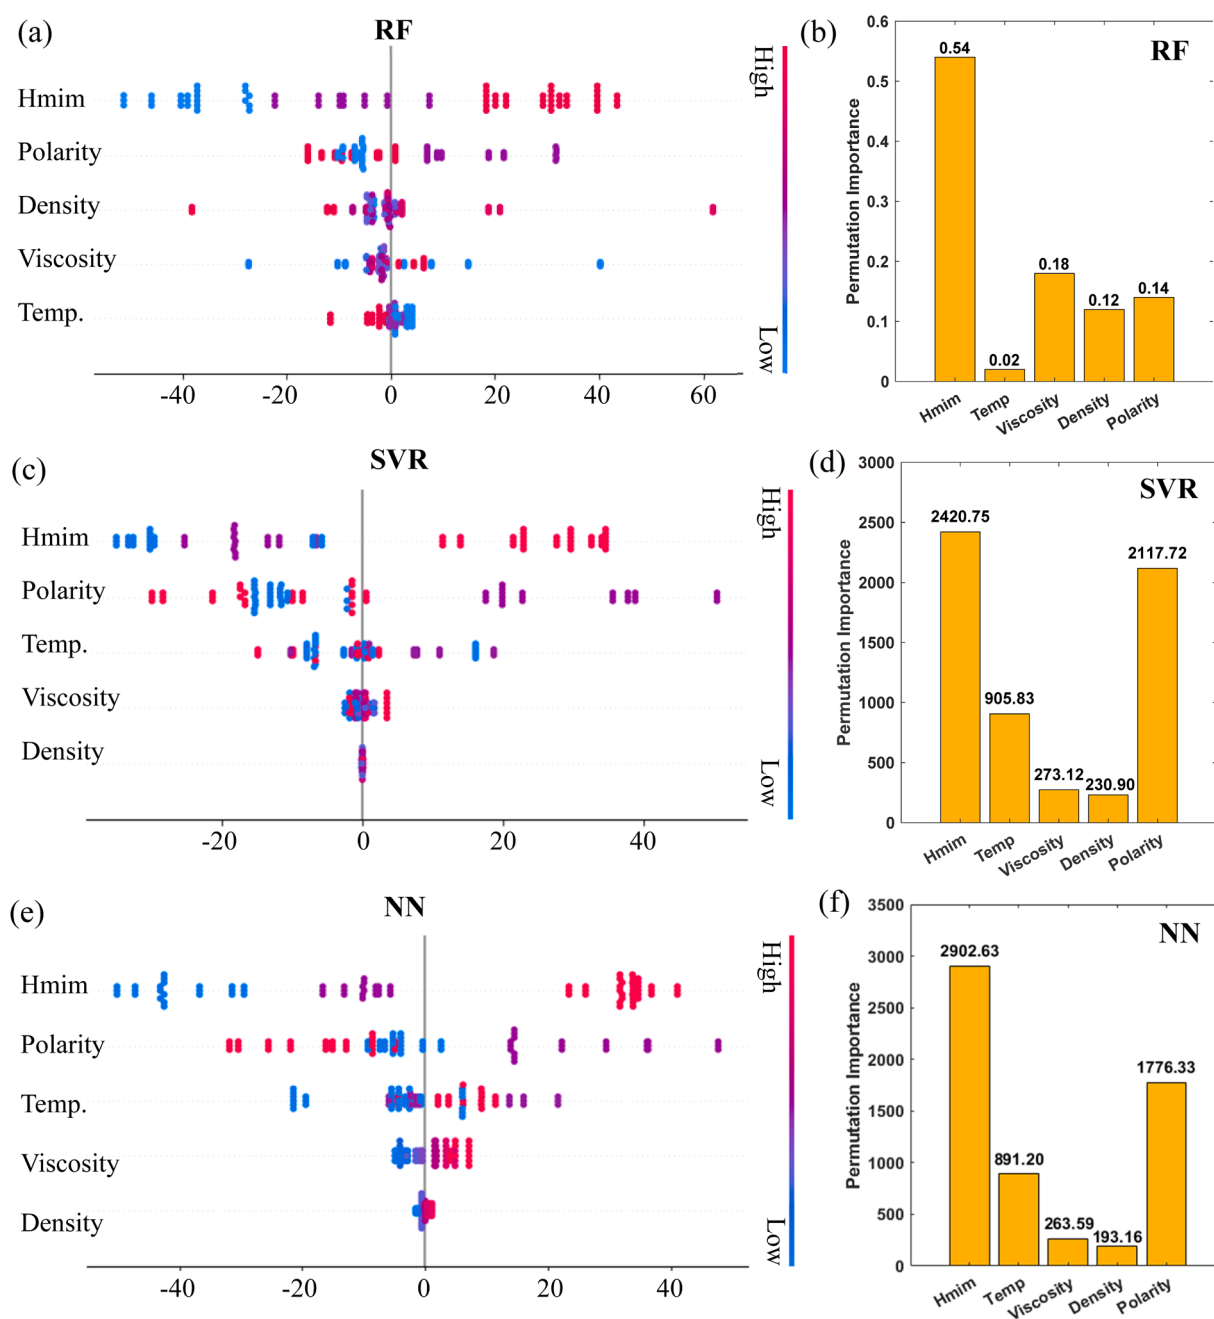 (a)
RF
Hmim
Polarity
Density
Viscosity
Temp.
-40
-20
0
20
40
60
High
Low
(b)
RF
Permutation Importance
0.6
0.5
0.4
0.3
0.2
0.1
0
0.54
0.02
0.18
0.12
0.14
Hmim
Temp
Viscosity
Density
Polarity
(c)
SVR
Hmim
Polarity
Temp.
Viscosity
Density
-20
0
20
40
High
Low
(d)
SVR
Permutation Importance
3000
2500
2000
1500
1000
500
0
2420.75
905.83
273.12
230.90
2117.72
Hmim
Temp
Viscosity
Density
Polarity
(e)
NN
Hmim
Polarity
Temp.
Viscosity
Density
-40
-20
0
20
40
High
Low
(f)
NN
Permutation Importance
3500
3000
2500
2000
1500
1000
500
0
2902.63
891.20
263.59
193.16
1776.33
Hmim
Temp
Viscosity
Density
Polarity